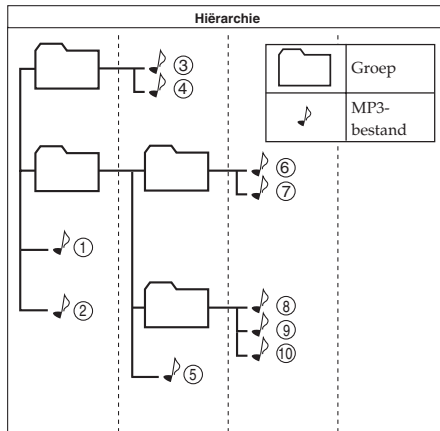 Hiërarchie
③
④
Groep
MP3-
bestand
⑥
⑦
①
②
⑧
⑨
⑩
⑤